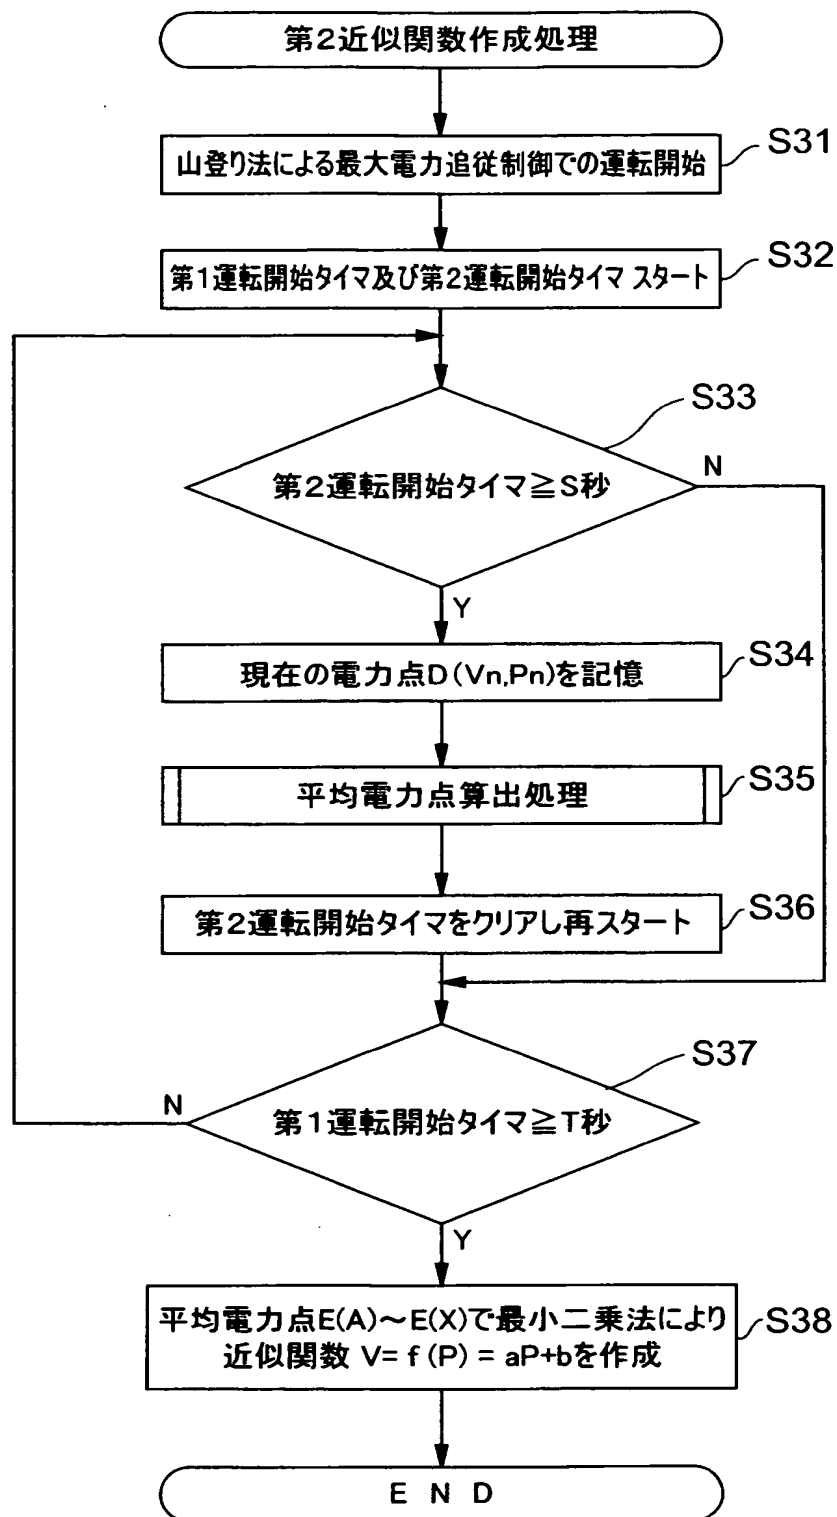 第2近似関数作成処理
S31
山登り法による最大電力追従制御での運転開始
S32
第1運転開始タイマ及び第2運転開始タイマ スタート
S33
第2運転開始タイマ≧S秒
N
Y
S34
現在の電力点D(Vn,Pn)を記憶
S35
平均電力点算出処理
S36
第2運転開始タイマをクリアし再スタート
S37
N
第1運転開始タイマ≧T秒
Y
S38
平均電力点E(A)～E(X)で最小二乗法により
近似関数 V= f (P) = aP+bを作成
E N D